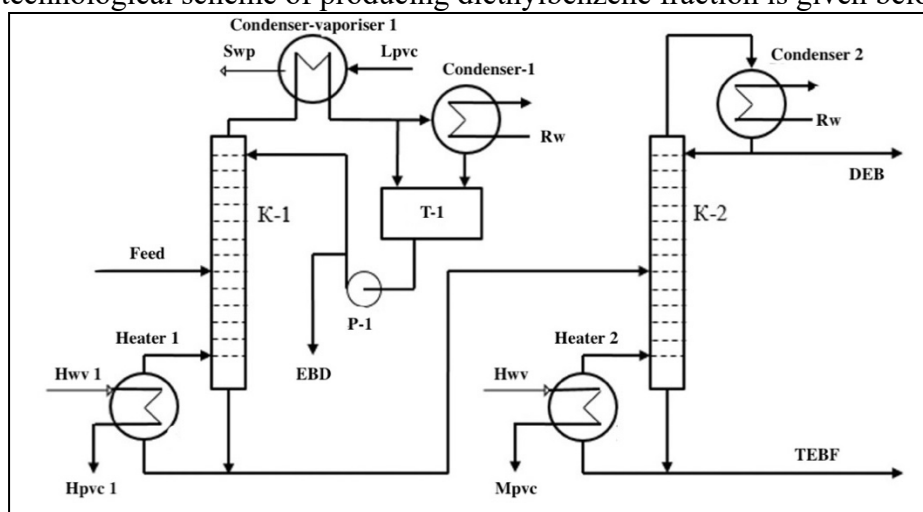 technological scheme of producing diethylbenzene fraction is given below
Condenser-vaporiser 1
Swp
Lpvc
Condenser-1
Condenser 2
Rw
Rw
DEB
K-1
T-1
K-2
Feed
P-1
Heater 1
Heater 2
Hwv 1
EBD
Hwv
TEBF
Hpvc 1
Mpvc